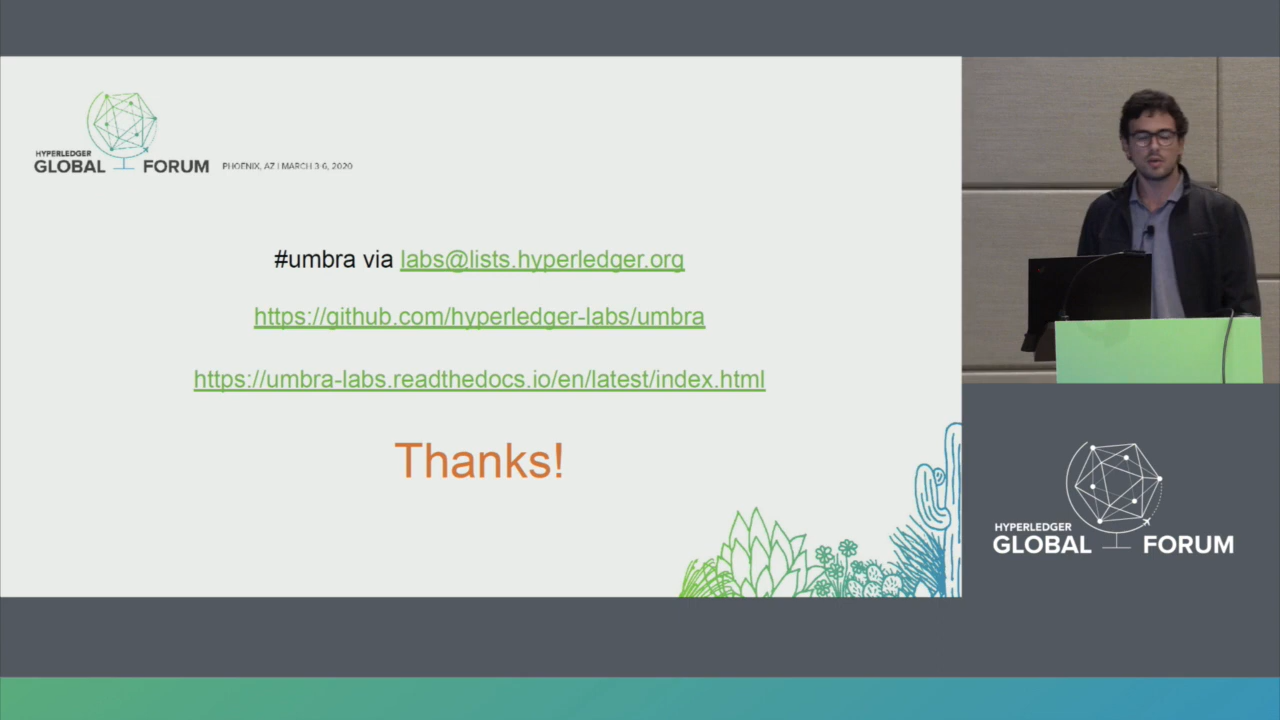 HYPERLEDGER
GLOBAL FORUM PHOENIX, AZ | MARCH 3-6, 2020
#umbra via labs@lists.hyperledger.org
https://github.com/hyperledger-labs/umbra
https://umbra-labs.readthedocs.io/en/latest/index.html
Thanks!
HYPERLEDGER
GLOBAL FORUM